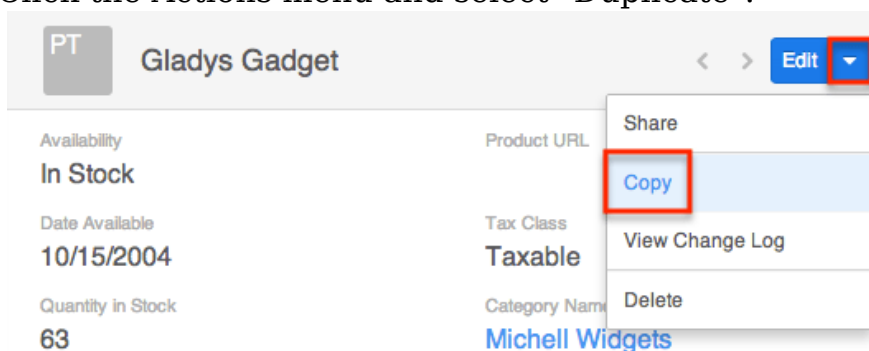 Click the Actions menu and select "Duplicate".
PT
Gladys Gadget
< > Edit
Share
Copy
View Change Log
Delete
Availability
In Stock
Product URL
Date Available
10/15/2004
Tax Class
Taxable
Quantity in Stock
63
Category Name
Michell Widgets